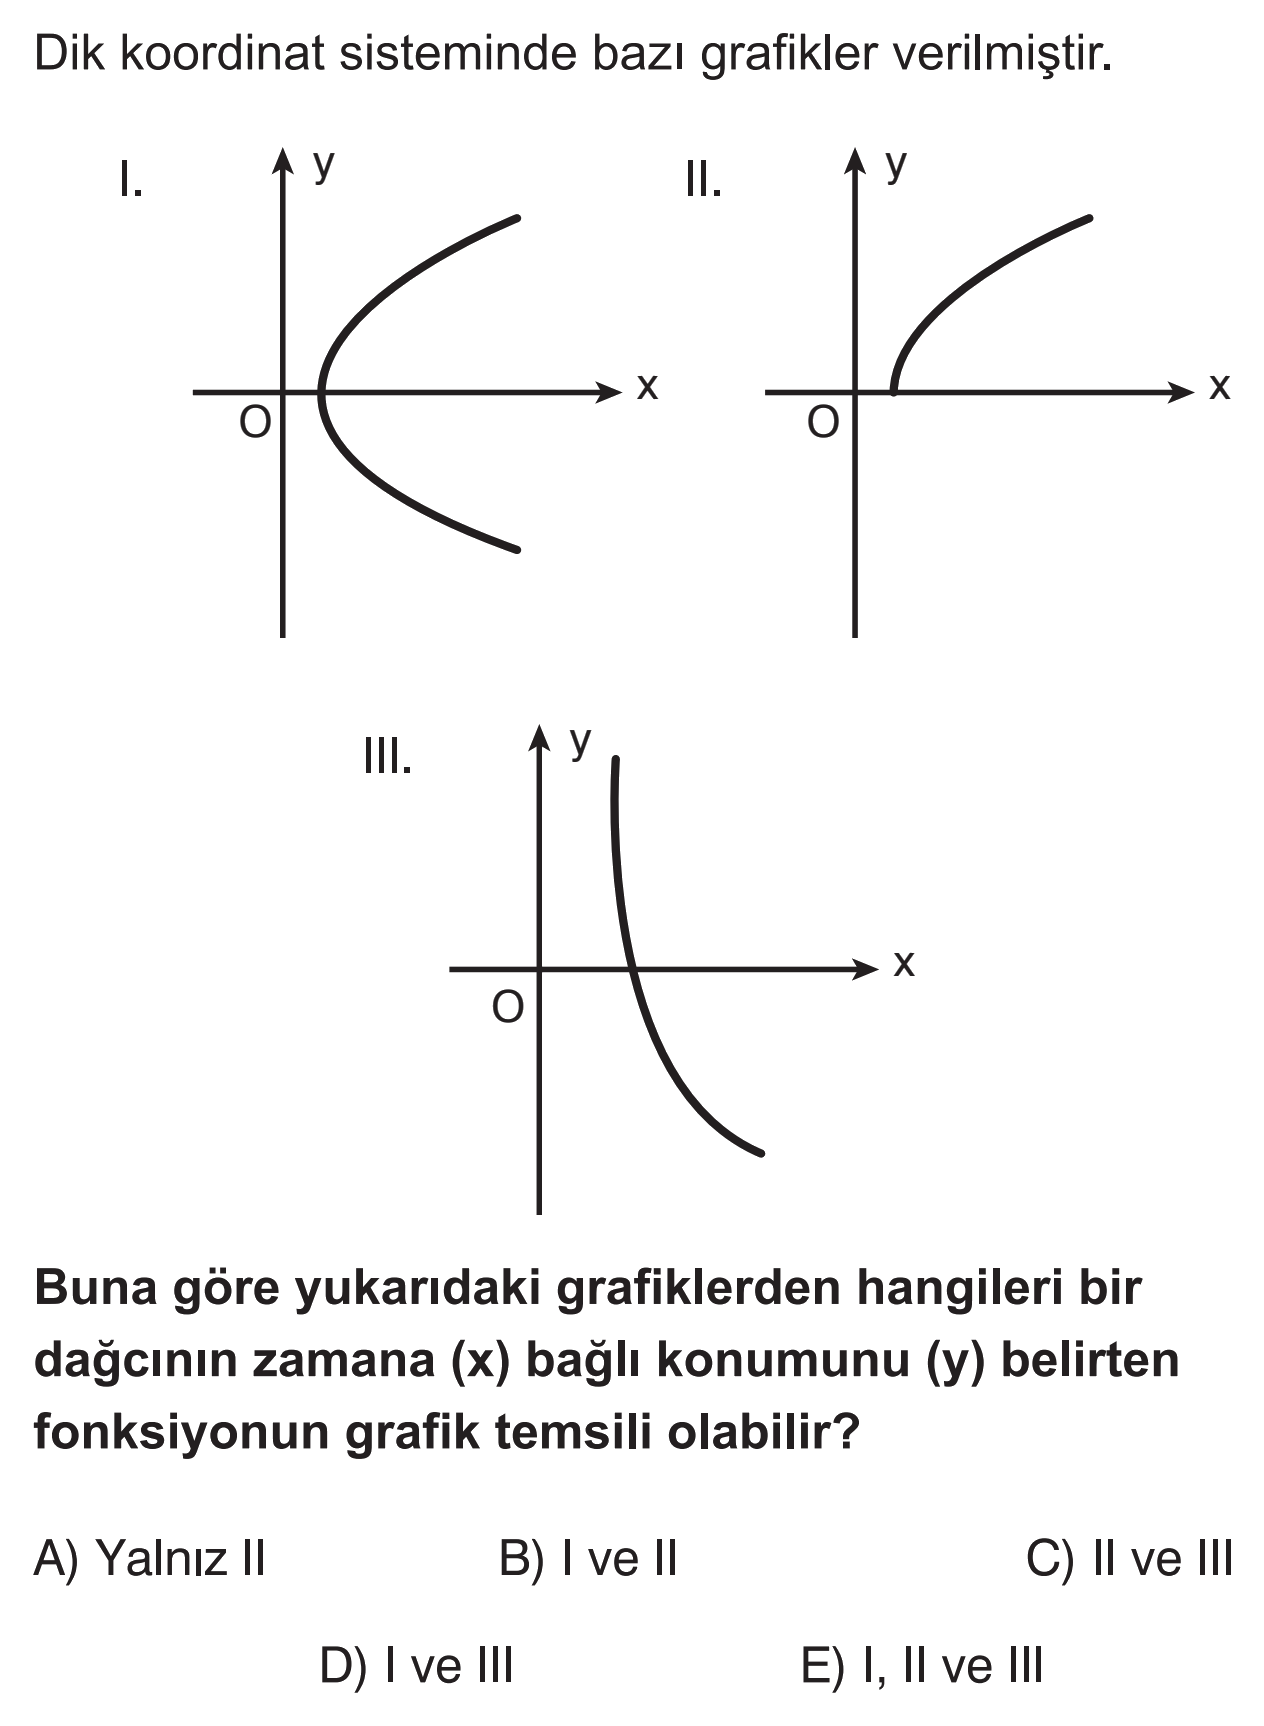 Dik koordinat sisteminde bazı grafikler verilmiştir.
I.
y
x
O
II.
y
x
O
III.
y
x
O
Buna göre yukarıdaki grafiklerden hangileri bir
dağcının zamana (x) bağlı konumunu (y) belirten
fonksiyonun grafik temsili olabilir?
A) Yalnız II
B) I ve II
C) II ve III
D) I ve III
E) I, II ve III